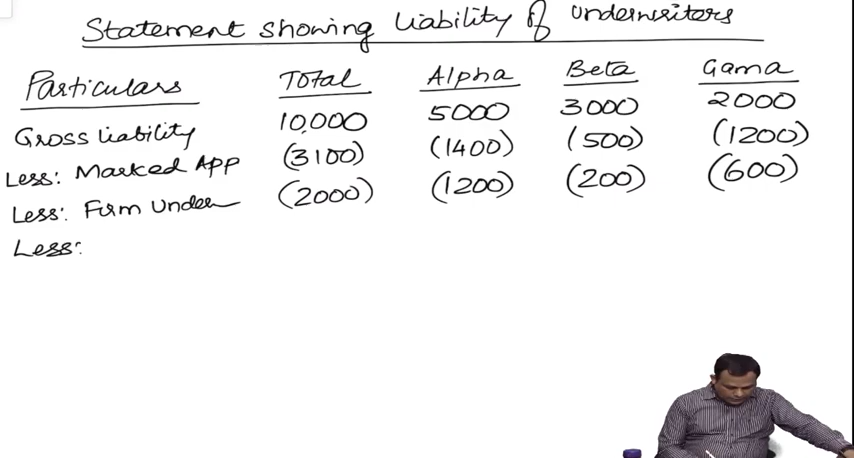 Statement showing Liability of Underwriters
Particulars Total Alpha Beta Gama
Gross Liability 10,000 5000 3000 2000
Less: Marked APP (3100) (1400) (500) (1200)
Less: Firm Under (2000) (1200) (200) (600)
Less: